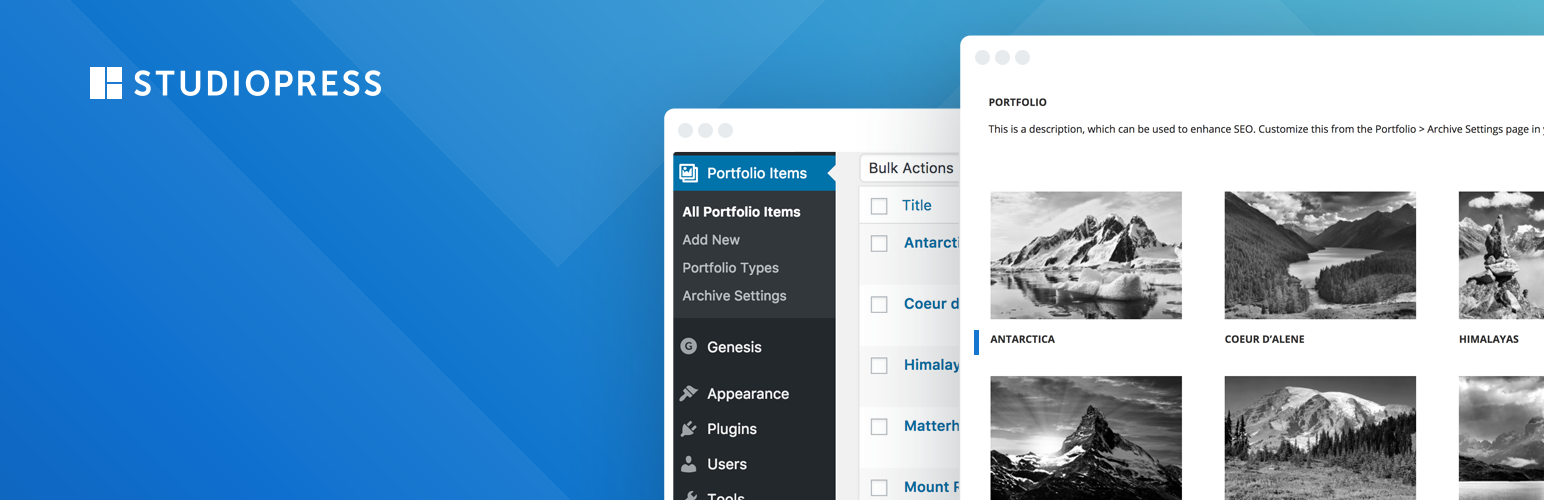 STUDIOPRESS
Portfolio Items
All Portfolio Items
Add New
Portfolio Types
Archive Settings
G Genesis
Appearance
Plugins
Users
Tools
Bulk Actions
Title
Antarcti
Coeur d
Himalay
Matterh
Mount
PORTFOLIO
This is a description, which can be used to enhance SEO. Customize this from the Portfolio > Archive Settings page in
ANTARCTICA
COEUR D’ALENE
HIMALAYAS